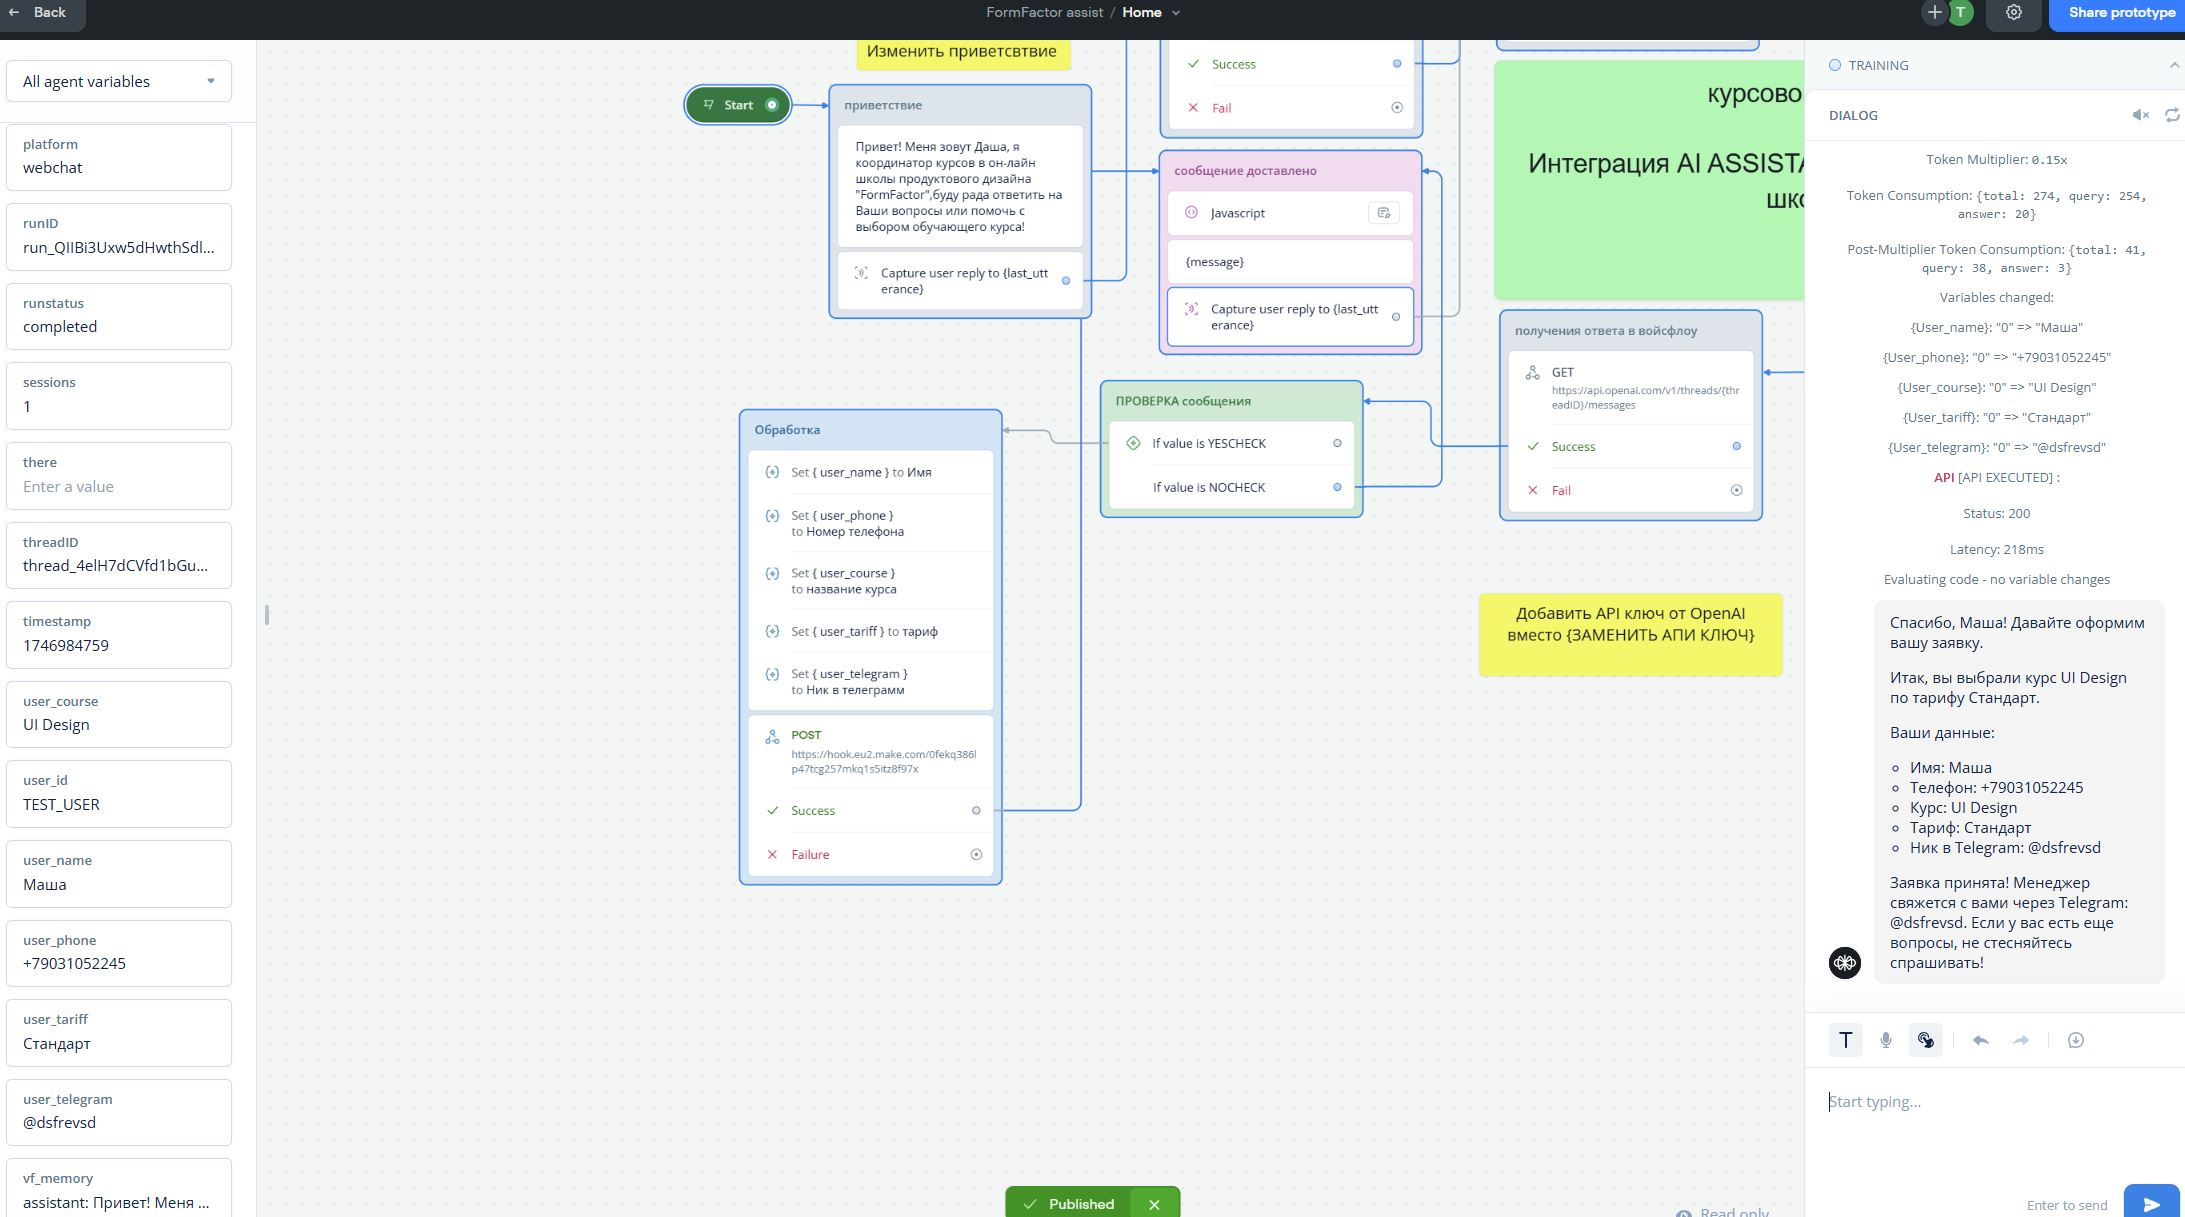 Back
FormFactor assist / Home
T
Share prototype
All agent variables
platform
webchat
runID
run_QIIBi3Uxw5dHwthSdl...
runstatus
completed
sessions
1
there
Enter a value
threadID
thread_4elH7dCVfd1bGu...
timestamp
1746984759
user_course
UI Design
user_id
TEST_USER
user_name
Маша
user_phone
+79031052245
user_tariff
Стандарт
user_telegram
@dsfrevsd
vf_memory
assistant: Привет! Меня ...
Изменить приветсвтвие
Start
приветствие
Привет! Меня зовут Даша, я
координатор курсов в он-лайн
школы продуктового дизайна
"FormFactor",буду рада ответить на
Ваши вопросы или помочь с
выбором обучающего курса!
Capture user reply to {last_utt
erance}
Success
Fail
сообщение доставлено
Javascript
{message}
Capture user reply to {last_utt
erance}
курсово
Интеграция AI ASSISTA
шко
получения ответа в войсфлоу
GET
https://api.openai.com/v1/threads/{thr
eadID}/messages
Success
Fail
ПРОВЕРКА сообщения
If value is YESCHECK
If value is NOCHECK
Обработка
Set { user_name } to Имя
Set { user_phone }
to Номер телефона
Set { user_course }
to название курса
Set { user_tariff } to тариф
Set { user_telegram }
to Ник в телеграмм
POST
https://hook.eu2.make.com/0fekq386l
p47tcg257mkq1s5itz8f97x
Success
Failure
Добавить API ключ от OpenAI
вместо {ЗАМЕНИТЬ АПИ КЛЮЧ}
Published
Read only
TRAINING
DIALOG
Token Multiplier: 0.15x
Token Consumption: {total: 274, query: 254,
answer: 20}
Post-Multiplier Token Consumption: {total: 41,
query: 38, answer: 3}
Variables changed:
{User_name}: "0" => "Маша"
{User_phone}: "0" => "+79031052245"
{User_course}: "0" => "UI Design"
{User_tariff}: "0" => "Стандарт"
{User_telegram}: "0" => "@dsfrevsd"
API [API EXECUTED] :
Status: 200
Latency: 218ms
Evaluating code - no variable changes
Спасибо, Маша! Давайте оформим
вашу заявку.
Итак, вы выбрали курс UI Design
по тарифу Стандарт.
Ваши данные:
Имя: Маша
Телефон: +79031052245
Курс: UI Design
Тариф: Стандарт
Ник в Telegram: @dsfrevsd
Заявка принята! Менеджер
свяжется с вами через Telegram:
@dsfrevsd. Если у вас есть еще
вопросы, не стесняйтесь
спрашивать!
T
Start typing...
Enter to send